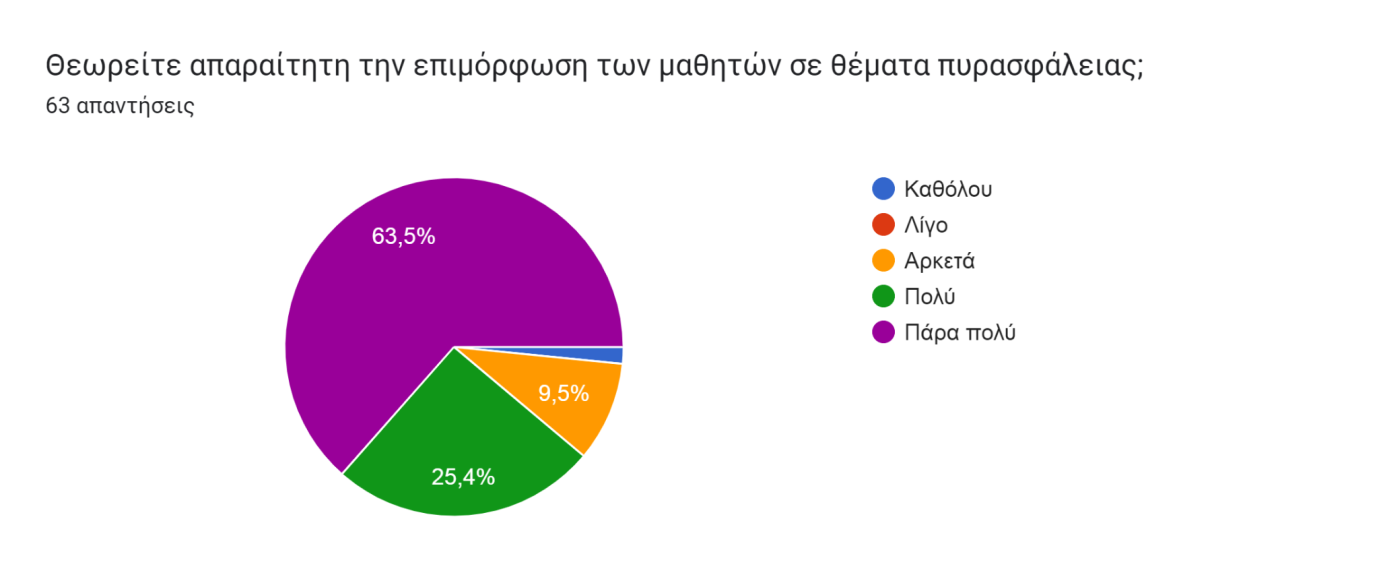 Θεωρείτε απαραίτητη την επιμόρφωση των μαθητών σε θέματα πυρασφάλειας;
63 απαντήσεις
63,5%
9,5%
25,4%
Καθόλου
Λίγο
Αρκετά
Πολύ
Πάρα πολύ